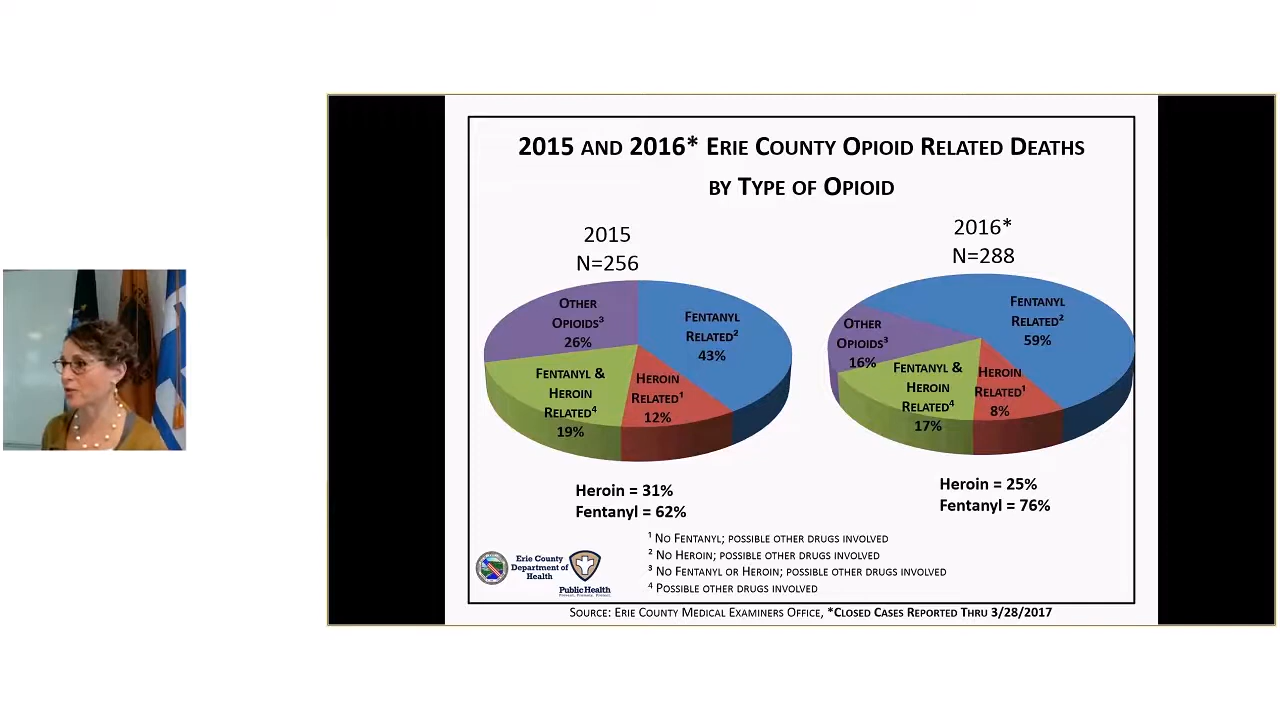 2015 AND 2016* ERIE COUNTY OPIOID RELATED DEATHS
BY TYPE OF OPIOID
2015
N=256
OTHER
OPIOIDS³
26%
FENTANYL
RELATED²
43%
FENTANYL &
HEROIN
RELATED⁴
19%
HEROIN
RELATED¹
12%
Heroin = 31%
Fentanyl = 62%
2016*
N=288
FENTANYL
RELATED²
59%
OTHER
OPIOIDS³
16%
FENTANYL &
HEROIN
RELATED⁴
17%
HEROIN
RELATED¹
8%
Heroin = 25%
Fentanyl = 76%
¹ NO FENTANYL; POSSIBLE OTHER DRUGS INVOLVED
² NO HEROIN; POSSIBLE OTHER DRUGS INVOLVED
³ NO FENTANYL OR HEROIN; POSSIBLE OTHER DRUGS INVOLVED
⁴ POSSIBLE OTHER DRUGS INVOLVED
Erie County
Department of
Health
Public Health
Prevent. Promote. Protect.
SOURCE: ERIE COUNTY MEDICAL EXAMINERS OFFICE, *CLOSED CASES REPORTED THRU 3/28/2017